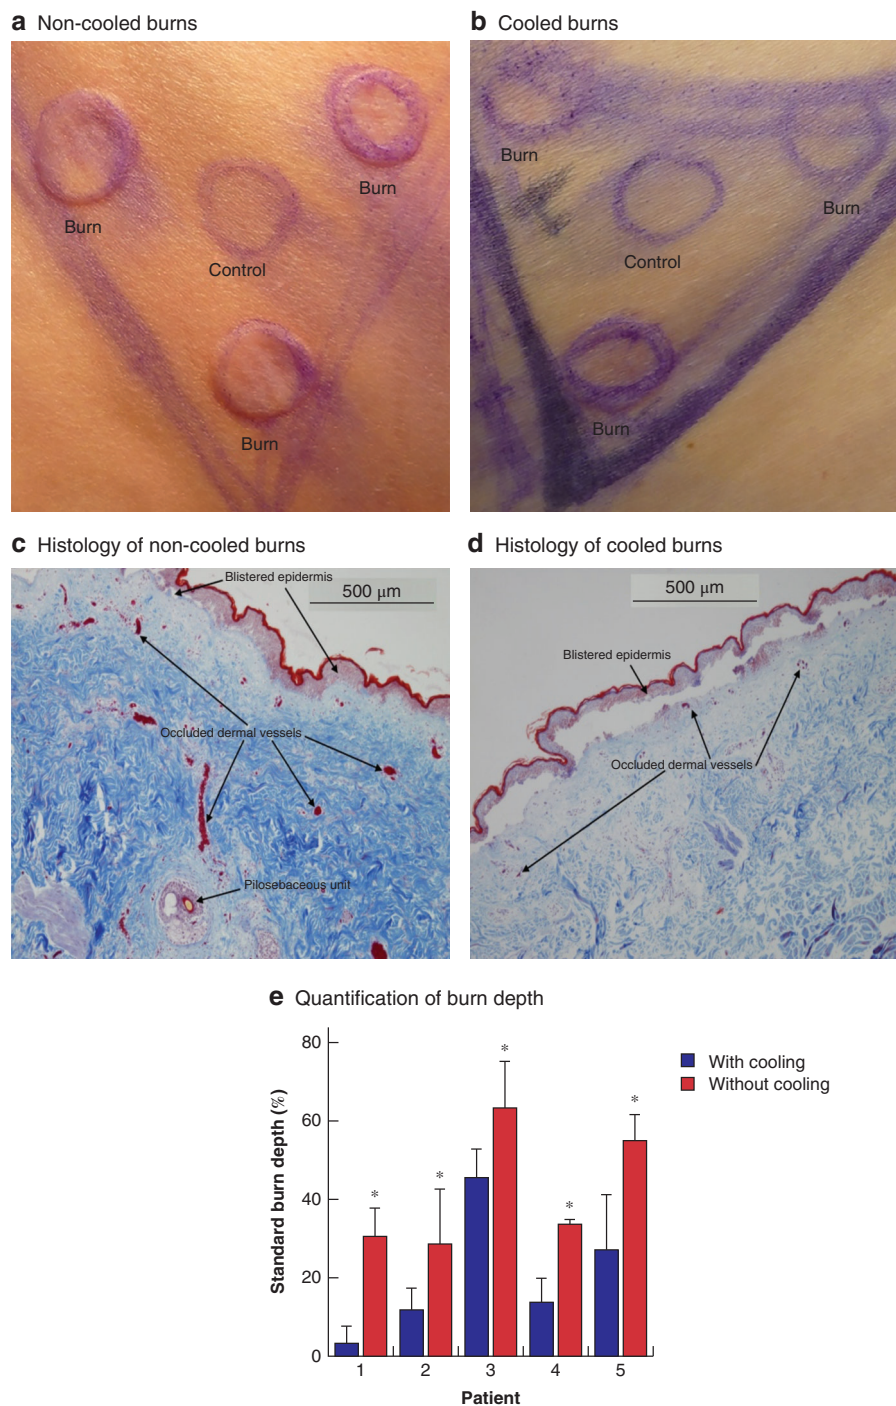 a Non-cooled burns
b Cooled burns
Burn
Burn
Control
Burn
Burn
Burn
Control
Burn
c Histology of non-cooled burns
d Histology of cooled burns
Blistered epidermis
500 μm
Occluded dermal vessels
Pilosebaceous unit
500 μm
Blistered epidermis
Occluded dermal vessels
e Quantification of burn depth
80
60
40
20
0
Standard burn depth (%)
*
*
*
*
*
With cooling
Without cooling
1 2 3 4 5
Patient